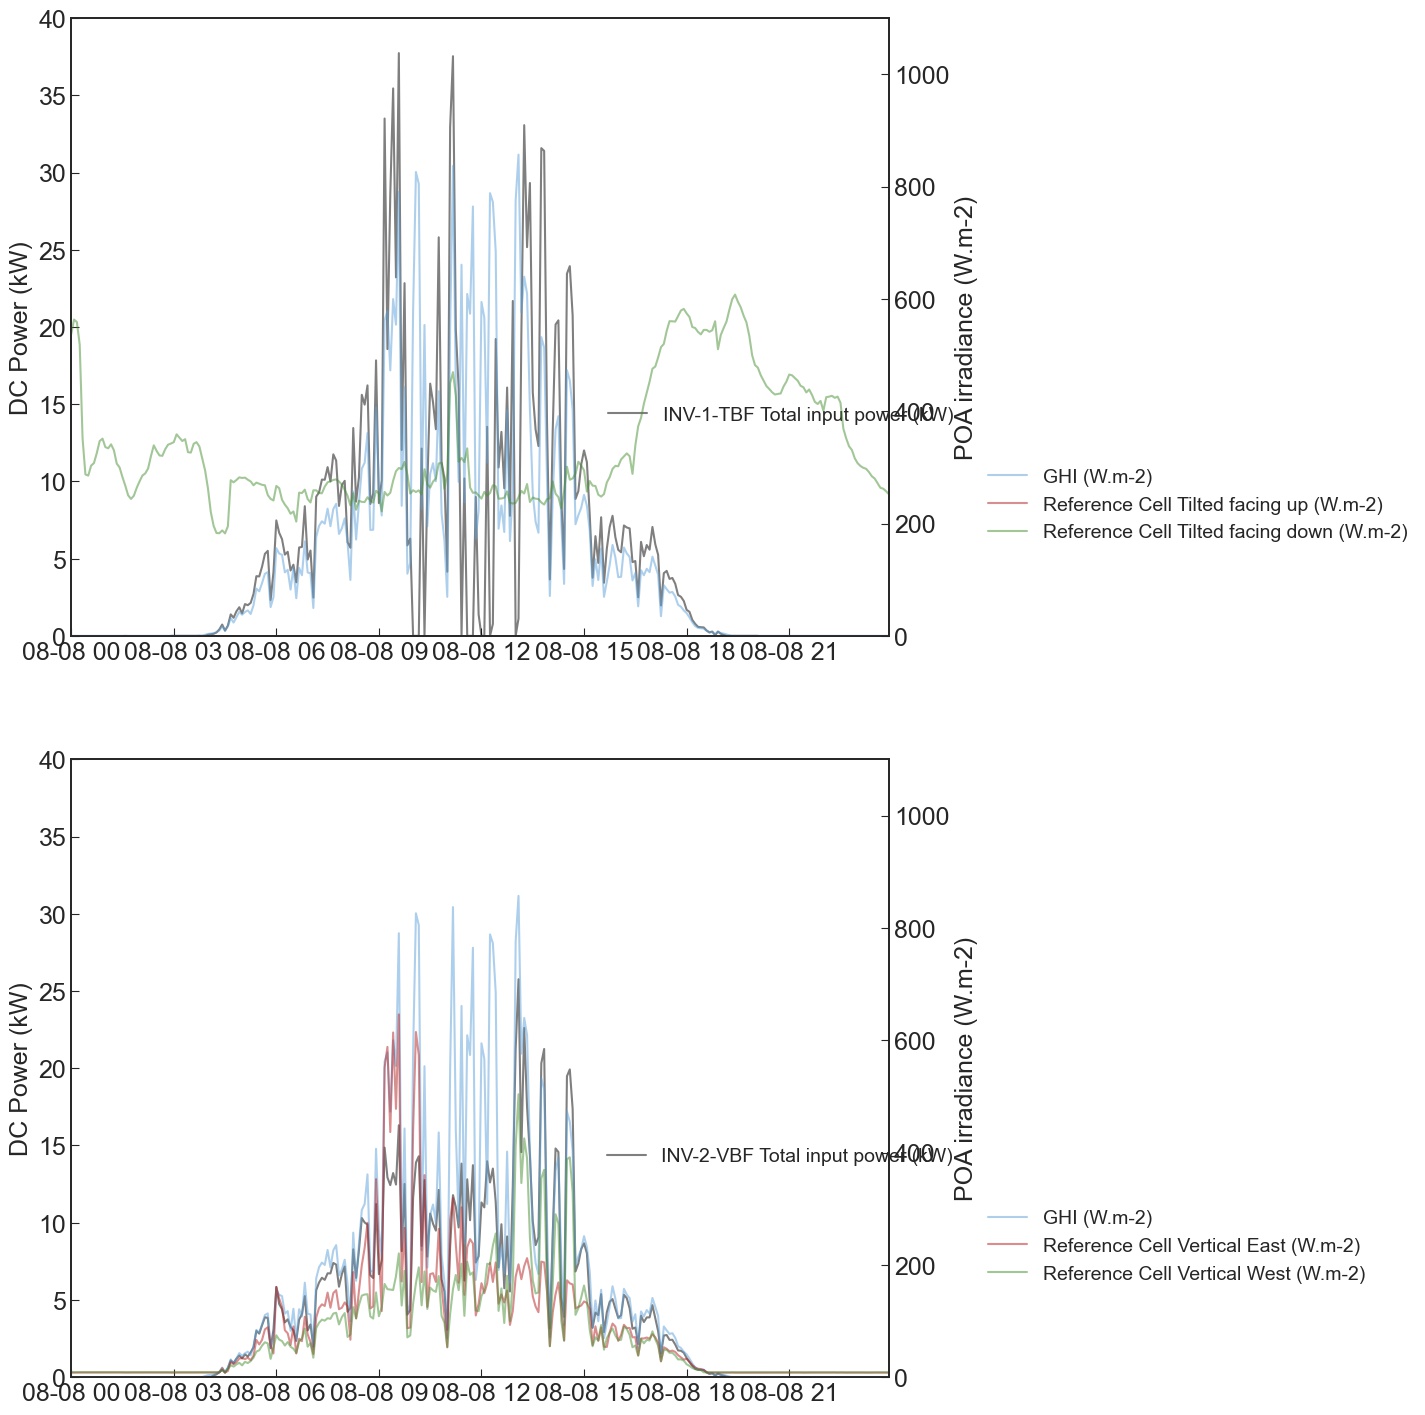 40
35
30
25
20
15
10
5
0
DC Power (kW)
1000
800
600
400
200
0
POA irradiance (W.m-2)
INV-1-TBF Total input power (kW)
GHI (W.m-2)
Reference Cell Tilted facing up (W.m-2)
Reference Cell Tilted facing down (W.m-2)
08-08 00 08-08 03 08-08 06 08-08 09 08-08 12 08-08 15 08-08 18 08-08 21
40
35
30
25
20
15
10
5
0
DC Power (kW)
1000
800
600
400
200
0
POA irradiance (W.m-2)
INV-2-VBF Total input power (kW)
GHI (W.m-2)
Reference Cell Vertical East (W.m-2)
Reference Cell Vertical West (W.m-2)
08-08 00 08-08 03 08-08 06 08-08 09 08-08 12 08-08 15 08-08 18 08-08 21